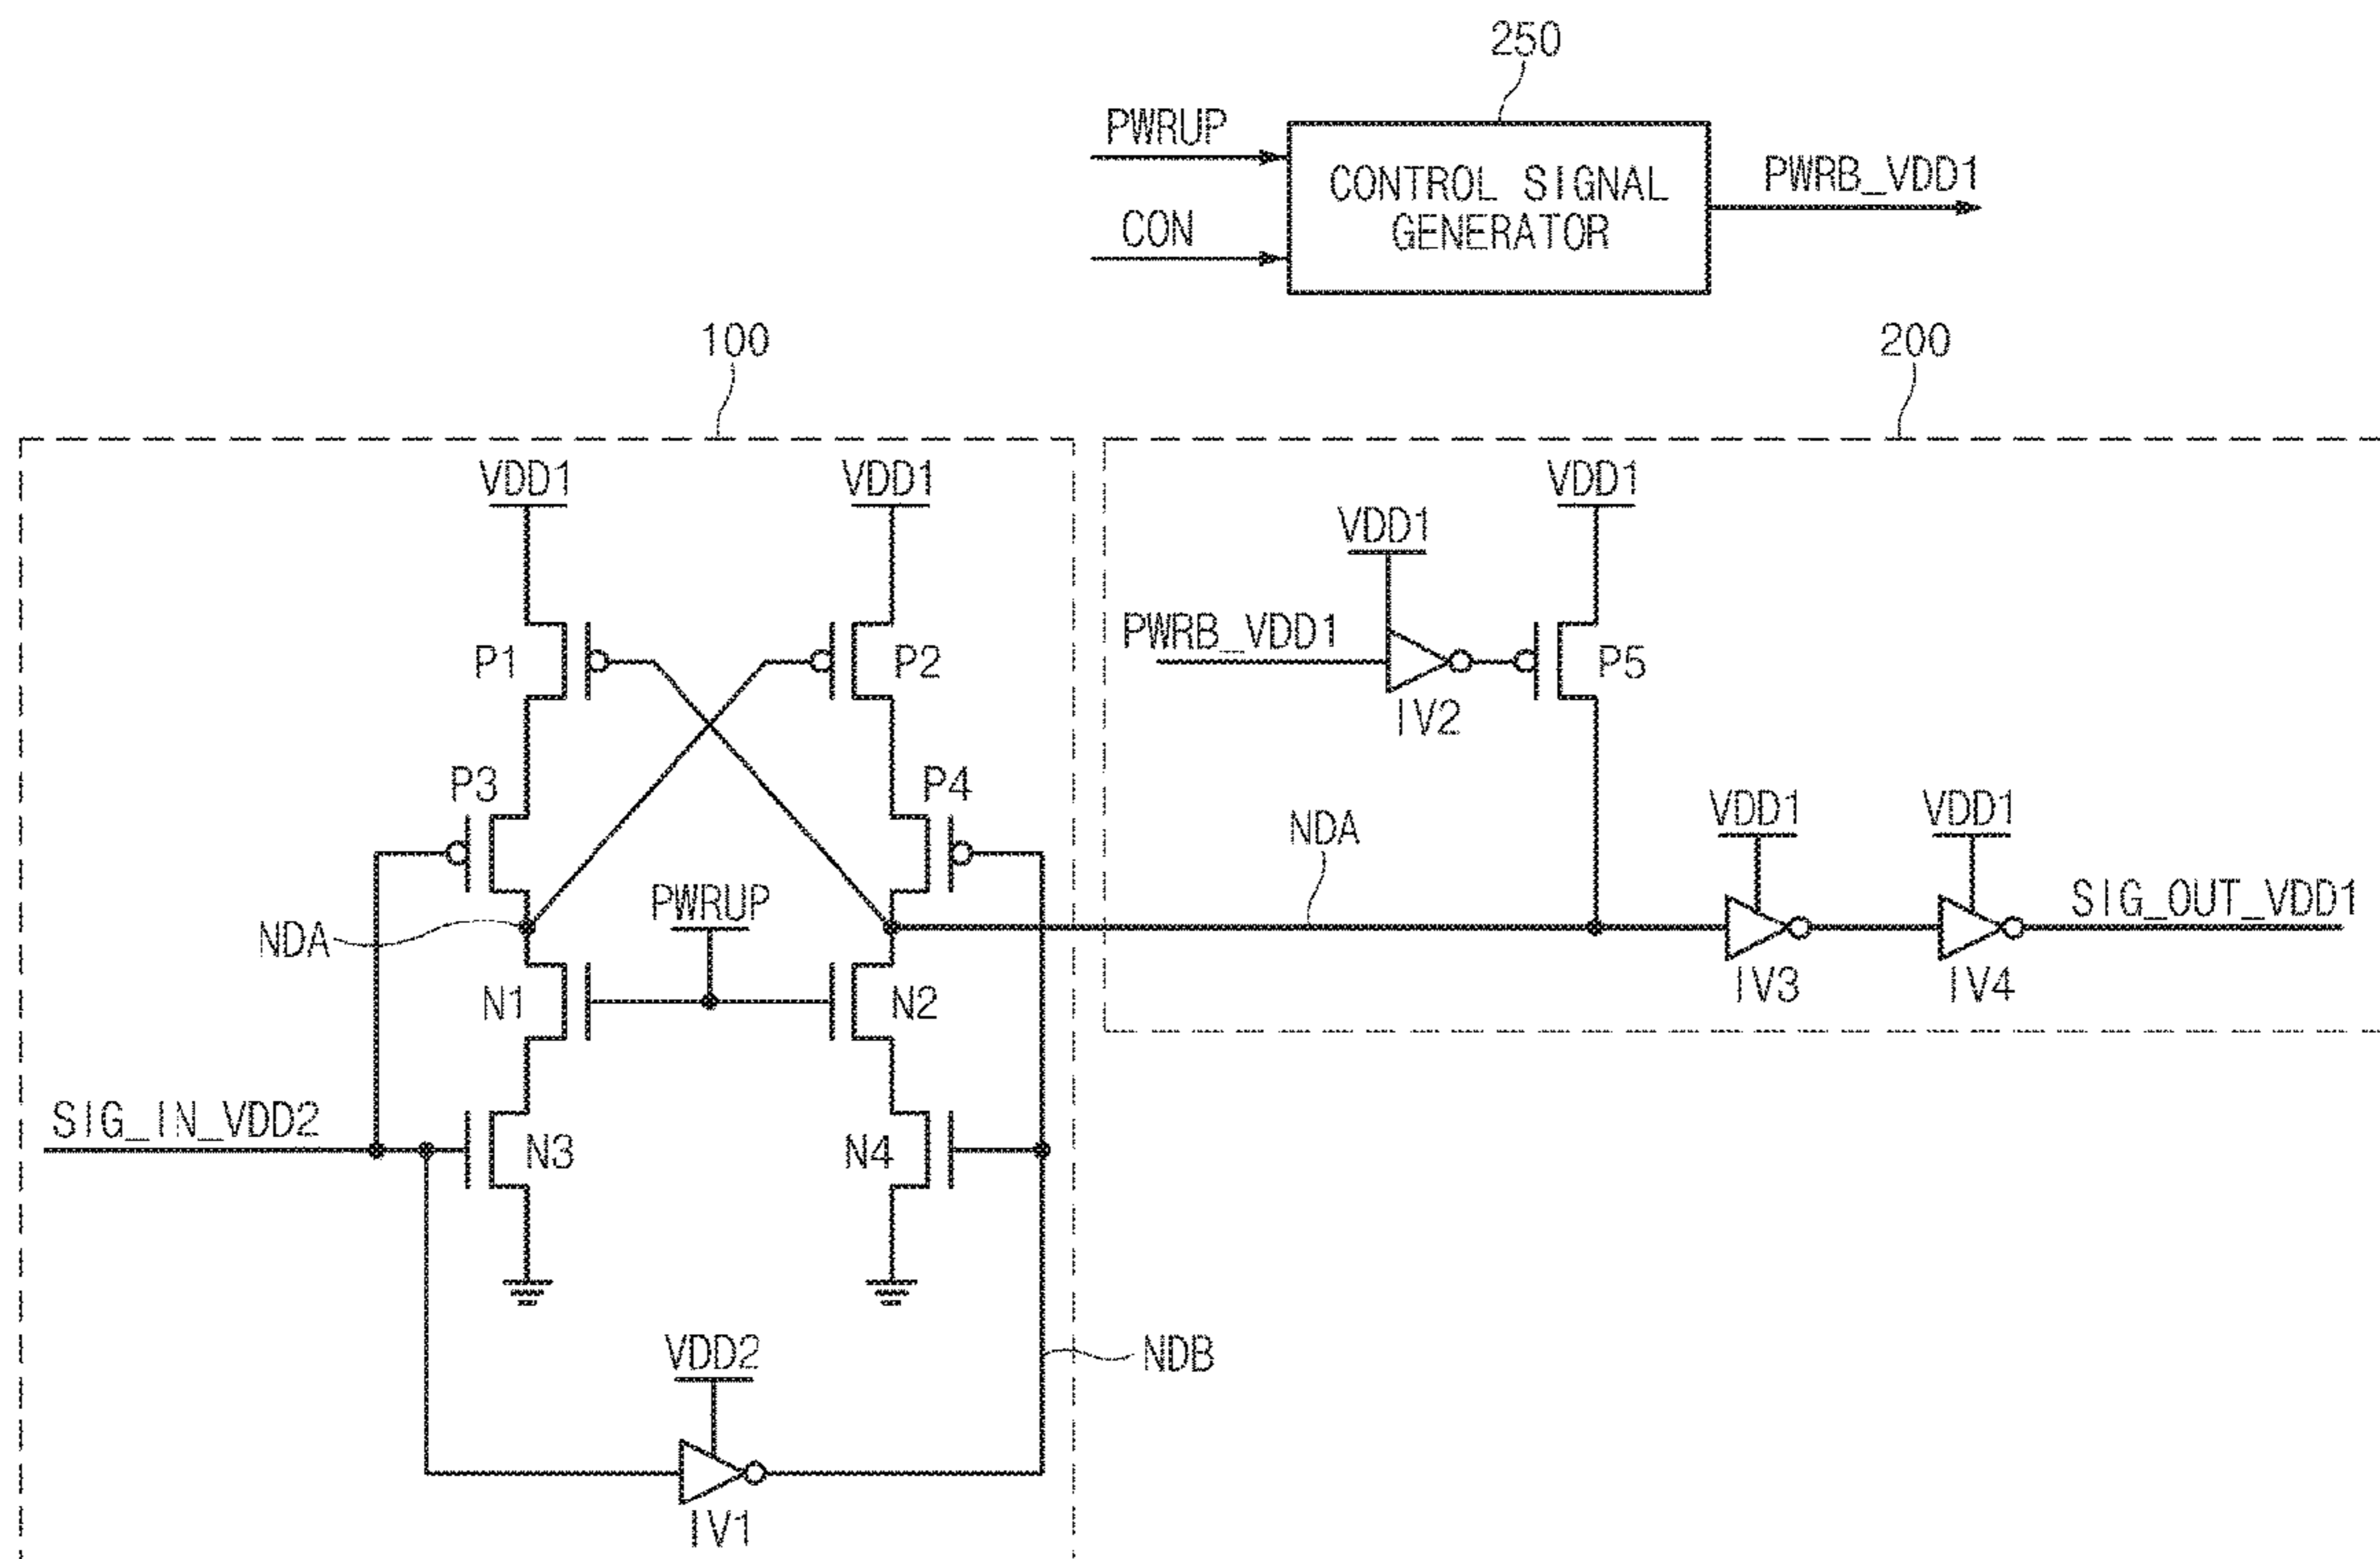 250
PWRUP
CON
CONTROL SIGNAL
GENERATOR
PWRB_VDD1
100
200
VDD1
VDD1
VDD1
VDD1
P1
P2
PWRB_VDD1
IV2
P5
P3
P4
NDA
PWRUP
NDA
VDD1
VDD1
SIG_OUT_VDD1
N1
N2
IV3
IV4
SIG_IN_VDD2
N3
N4
VDD2
NDB
IV1